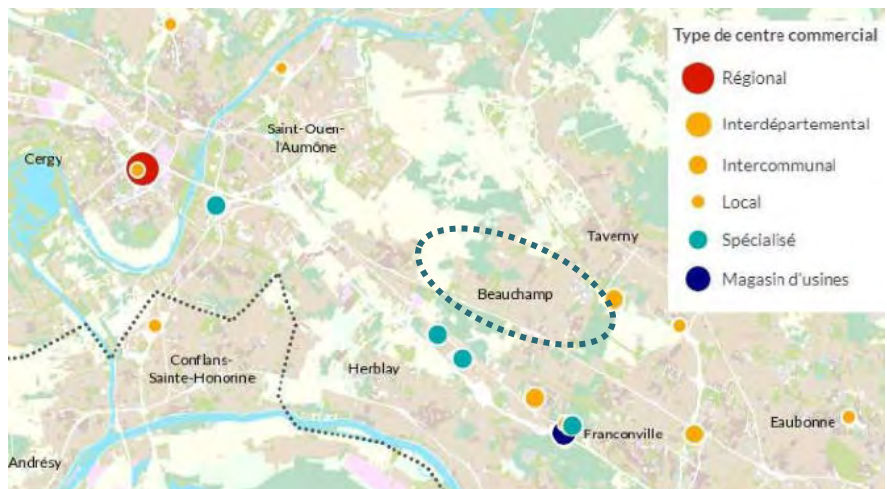 Type de centre commercial
Régional
Interdépartemental
Intercommunal
Local
Spécialisé
Magasin d'usines
Saint-Ouen-
l'Aumône
Cergy
Taverny
Beauchamp
Conflans-
Sainte-Honorine
Herblay
Franconville
Eaubonne
Andrésy